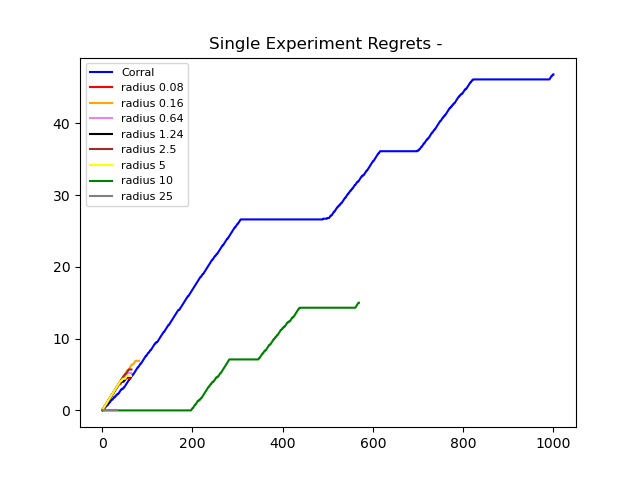 Single Experiment Regrets -
Corral
radius 0.08
radius 0.16
radius 0.64
radius 1.24
radius 2.5
radius 5
radius 10
radius 25
40
30
20
10
0
0 200 400 600 800 1000